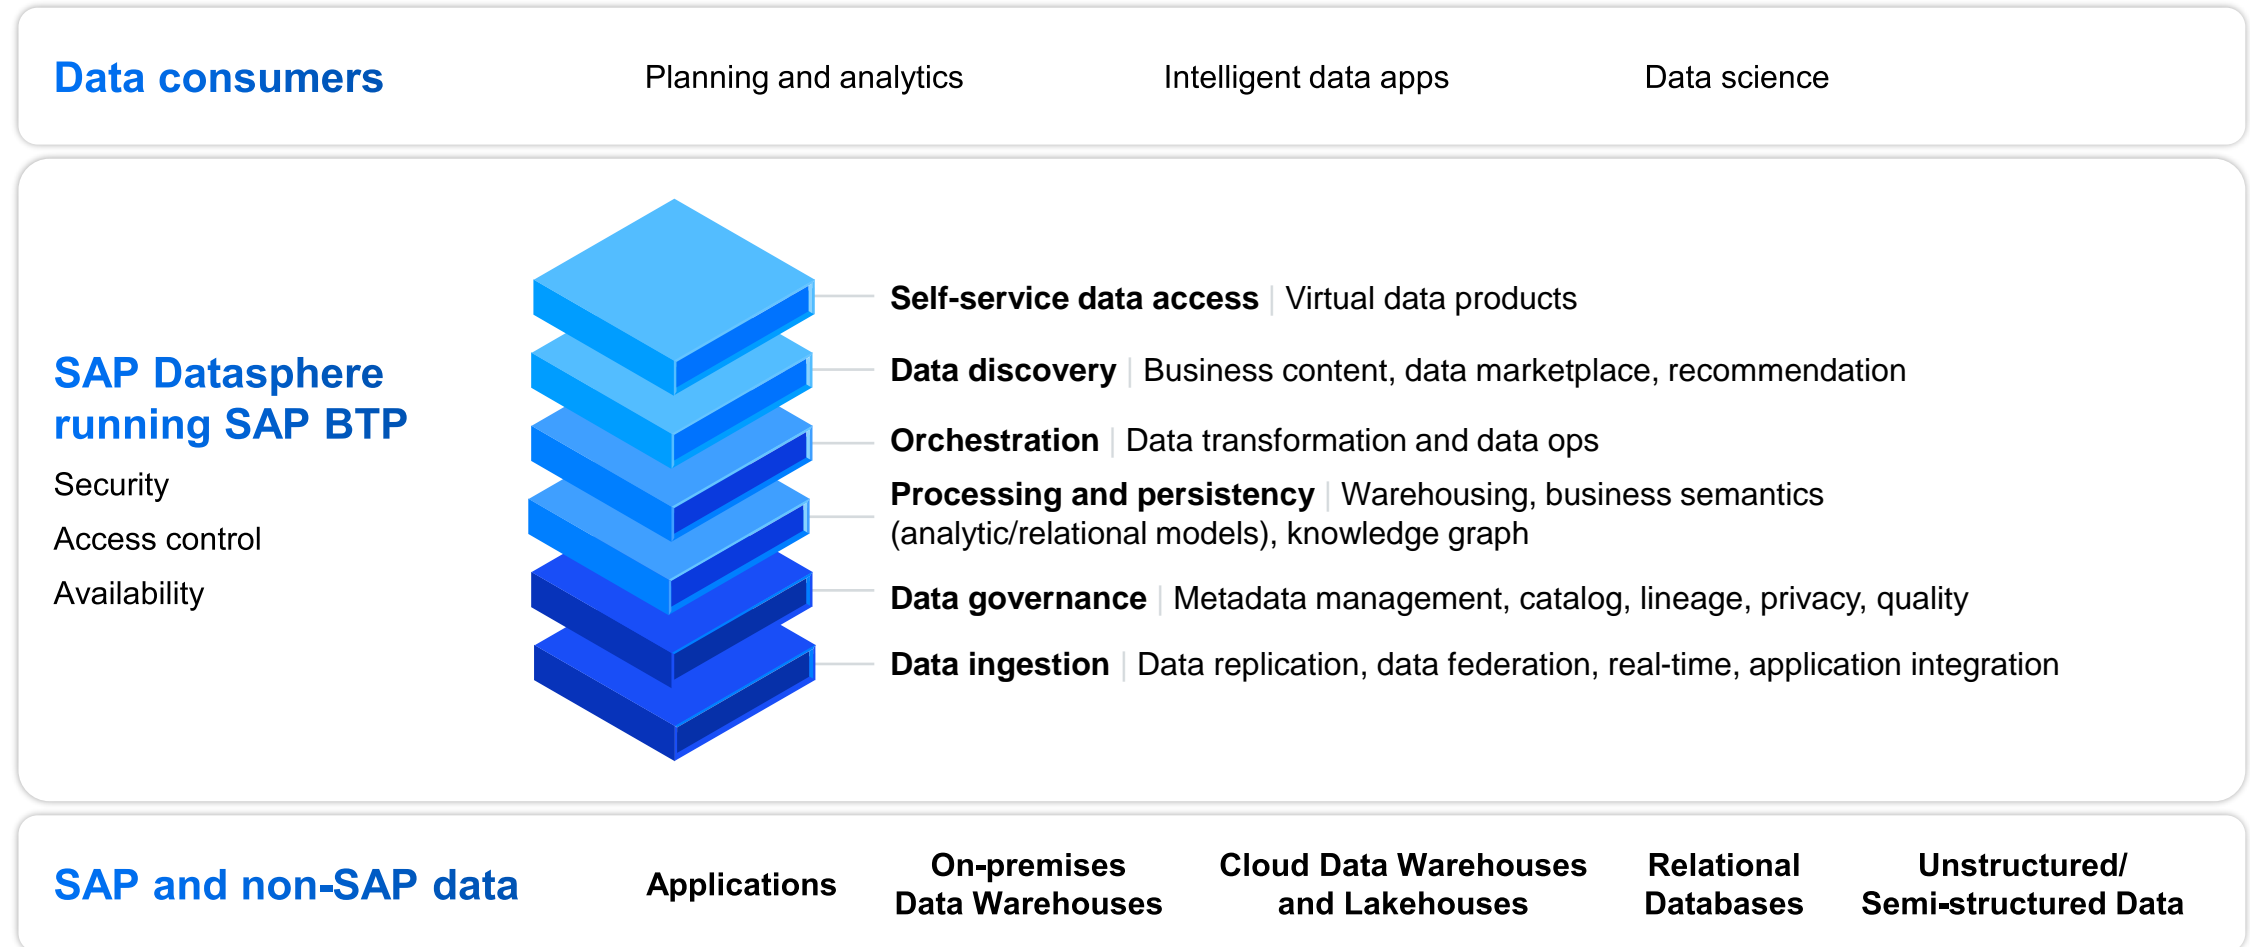 Data consumers
Planning and analytics
Intelligent data apps
Data science
SAP Datasphere
running SAP BTP
Security
Access control
Availability
Self-service data access | Virtual data products
Data discovery | Business content, data marketplace, recommendation
Orchestration | Data transformation and data ops
Processing and persistency | Warehousing, business semantics
(analytic/relational models), knowledge graph
Data governance | Metadata management, catalog, lineage, privacy, quality
Data ingestion | Data replication, data federation, real-time, application integration
SAP and non-SAP data
Applications
On-premises
Data Warehouses
Cloud Data Warehouses
and Lakehouses
Relational
Databases
Unstructured/
Semi-structured Data